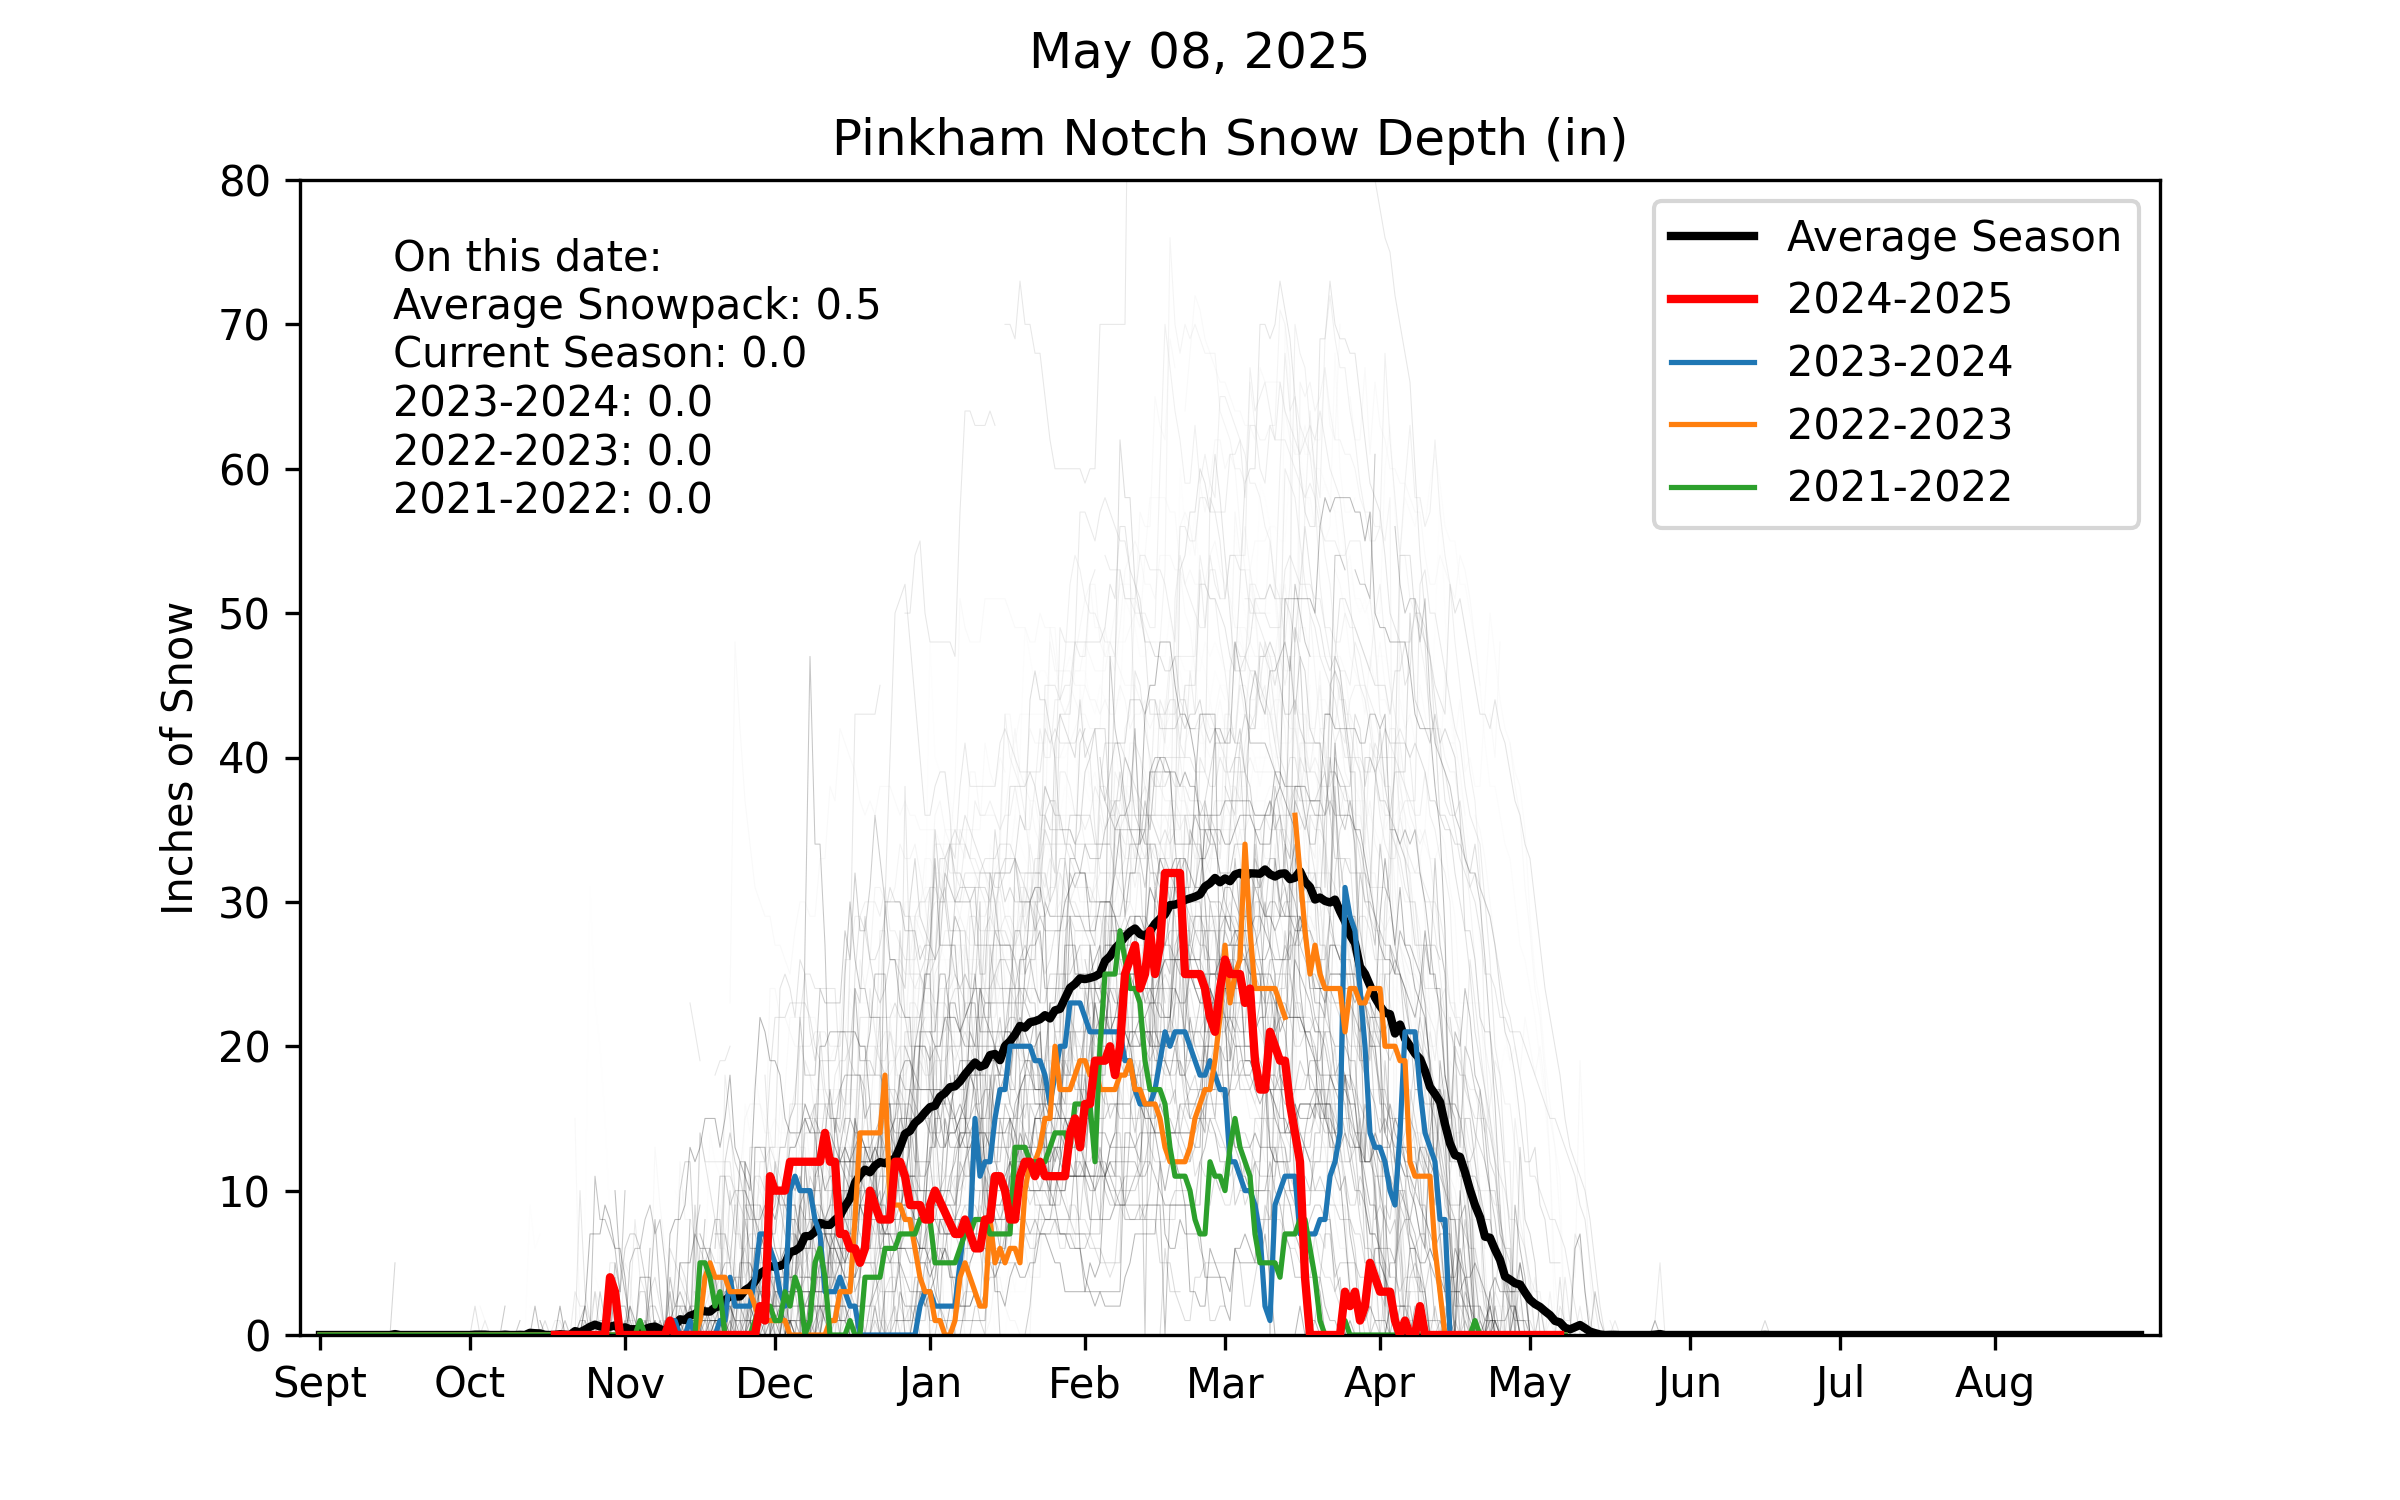 May 08, 2025
Pinkham Notch Snow Depth (in)
80
70
60
50
40
30
20
10
0
Inches of Snow
On this date:
Average Snowpack: 0.5
Current Season: 0.0
2023-2024: 0.0
2022-2023: 0.0
2021-2022: 0.0
Average Season
2024-2025
2023-2024
2022-2023
2021-2022
Sept Oct Nov Dec Jan Feb Mar Apr May Jun Jul Aug